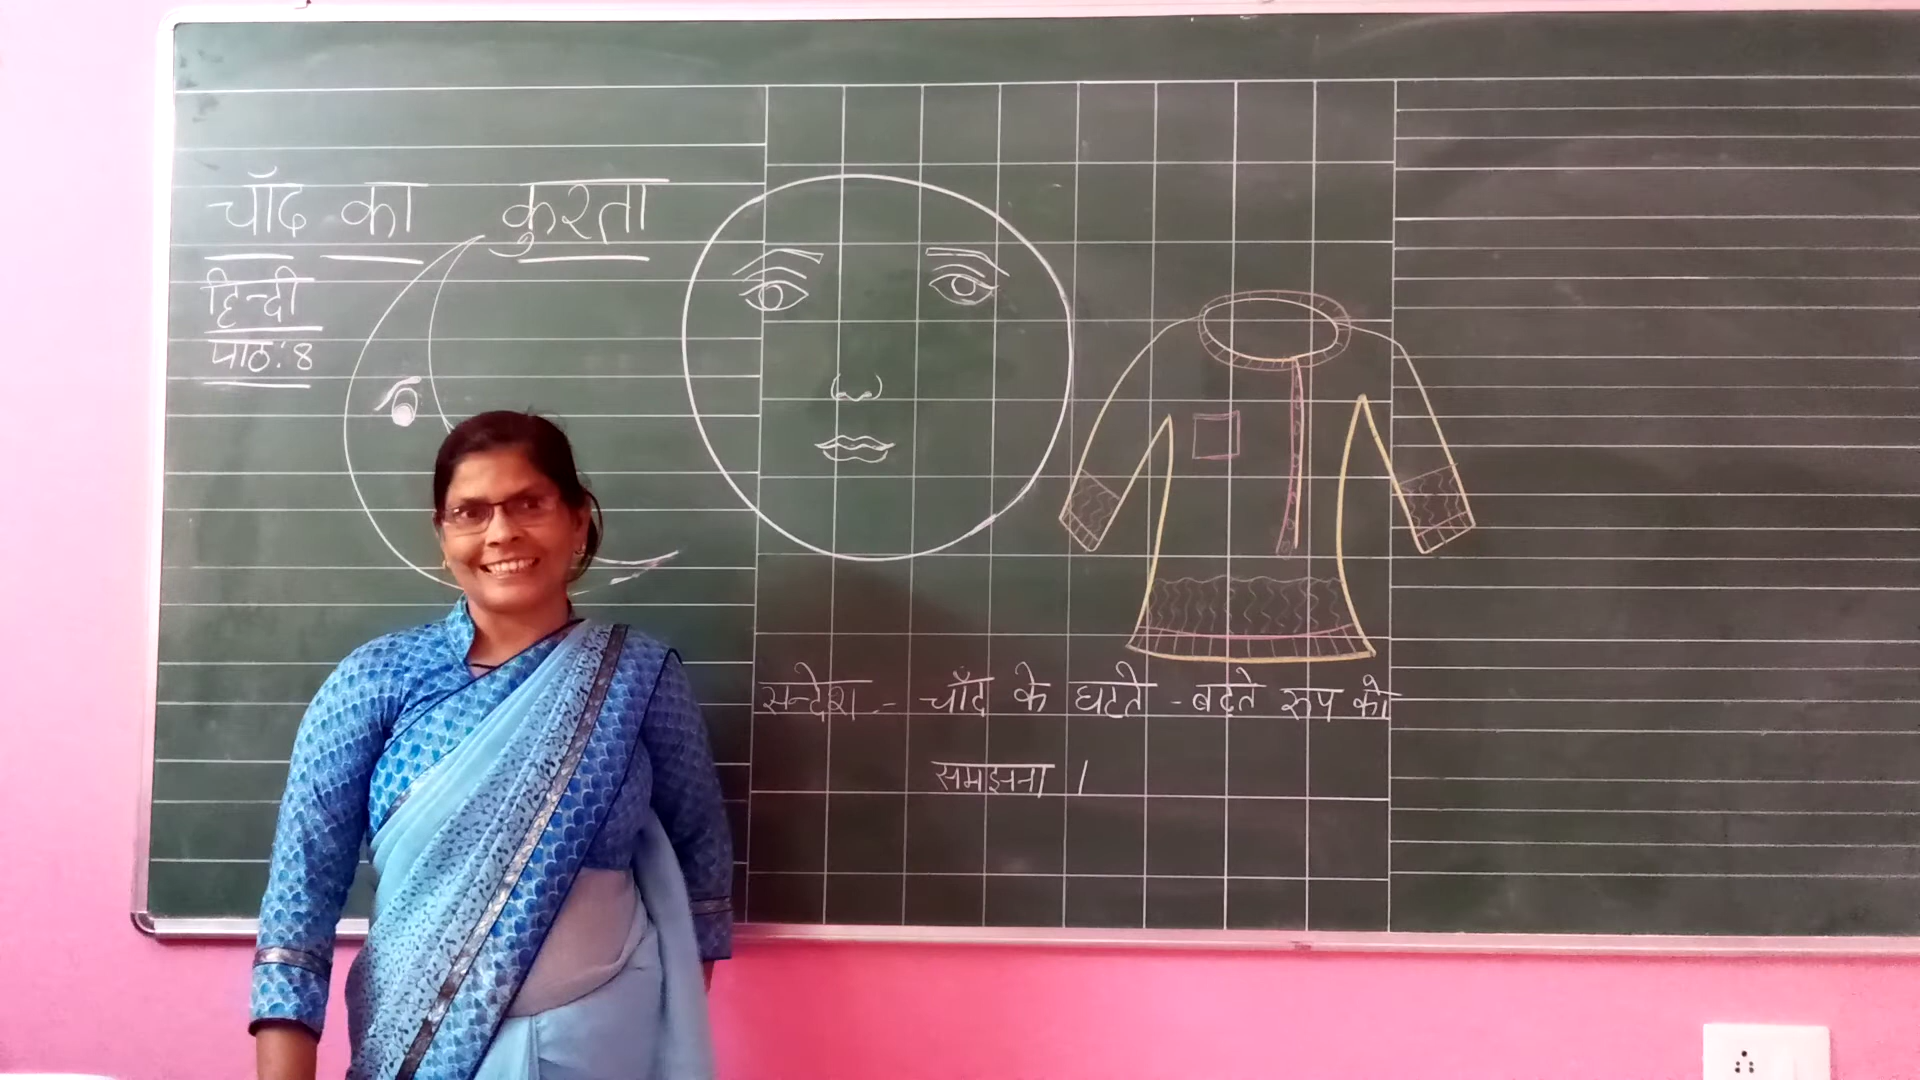 चाँद का कुरता
हिन्दी
पाठ: 8
सन्देश :- चाँद के घटते - बढ़ते रूप को
समझना ।